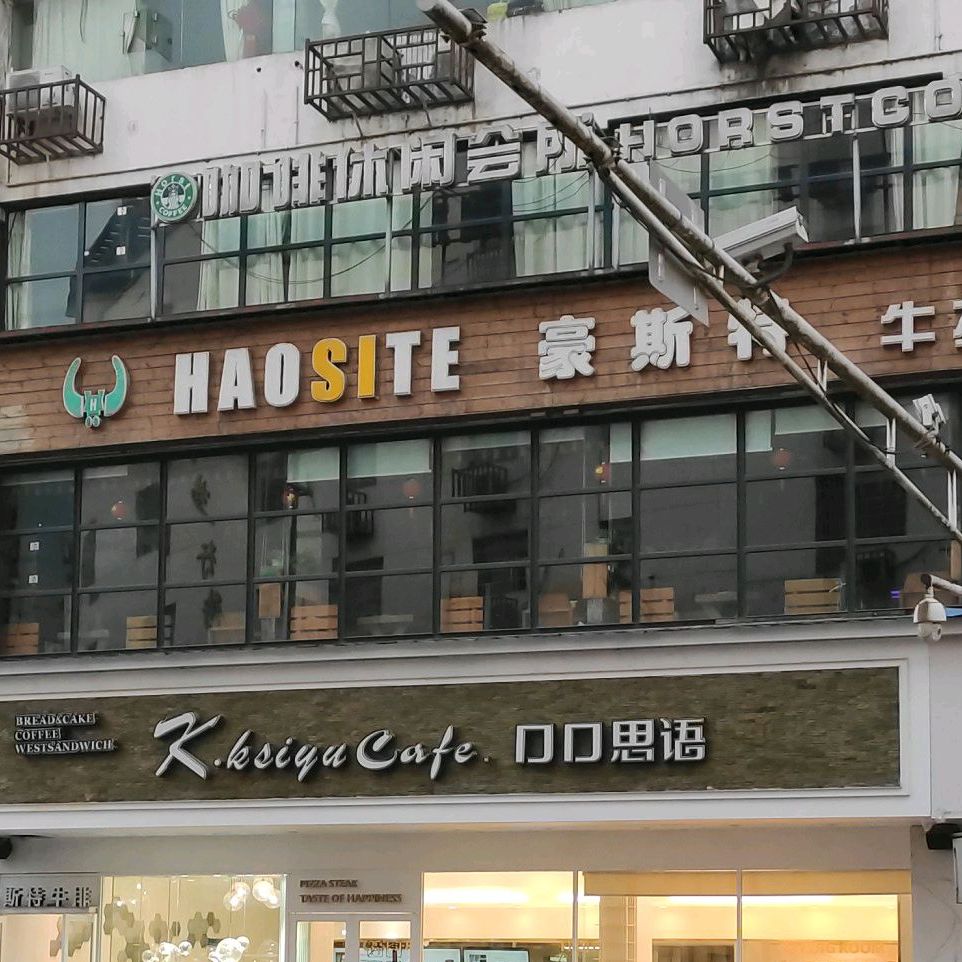 咖啡休闲会所 HORSTCO
HAOSITE 豪斯特 牛
BREAD&CAKE
COFFEE
WESTSANDWICH
K.ksiyu Cafe. 口口思语
斯特牛排
PIZZA STEAK
TASTE OF HAPPINESS